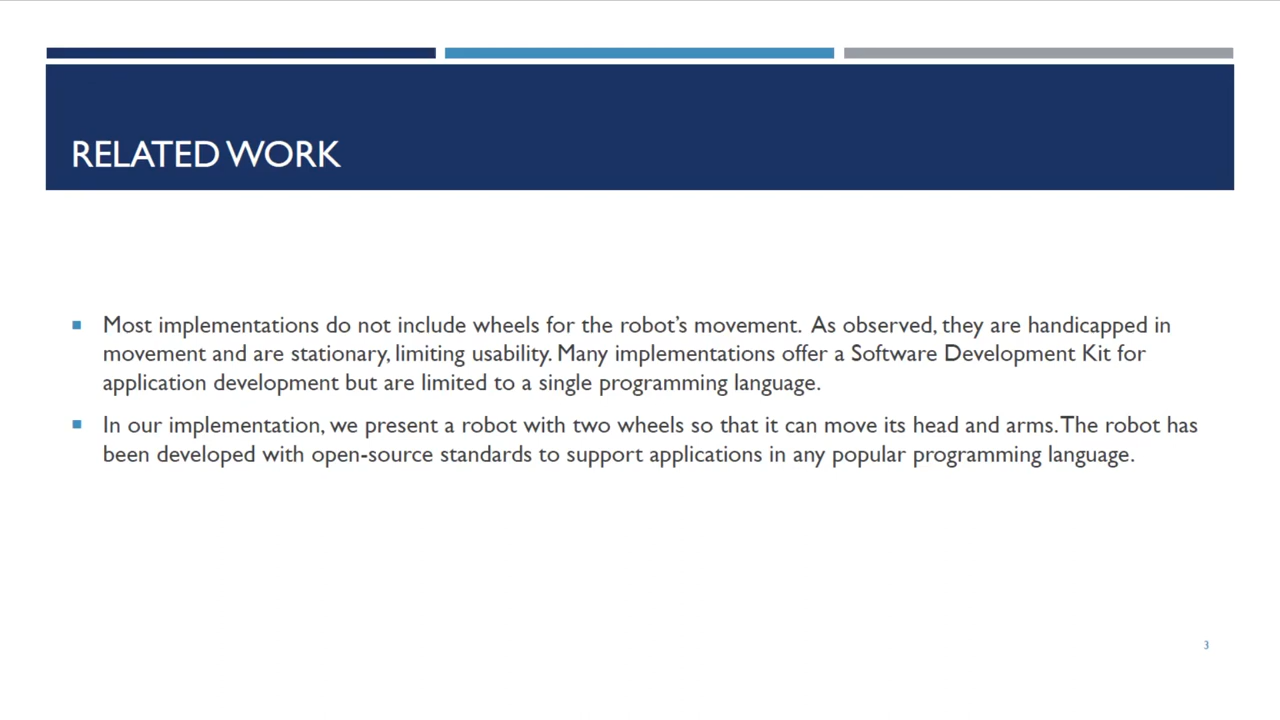 RELATED WORK
Most implementations do not include wheels for the robot’s movement. As observed, they are handicapped in
movement and are stationary, limiting usability. Many implementations offer a Software Development Kit for
application development but are limited to a single programming language.
In our implementation, we present a robot with two wheels so that it can move its head and arms. The robot has
been developed with open-source standards to support applications in any popular programming language.
3